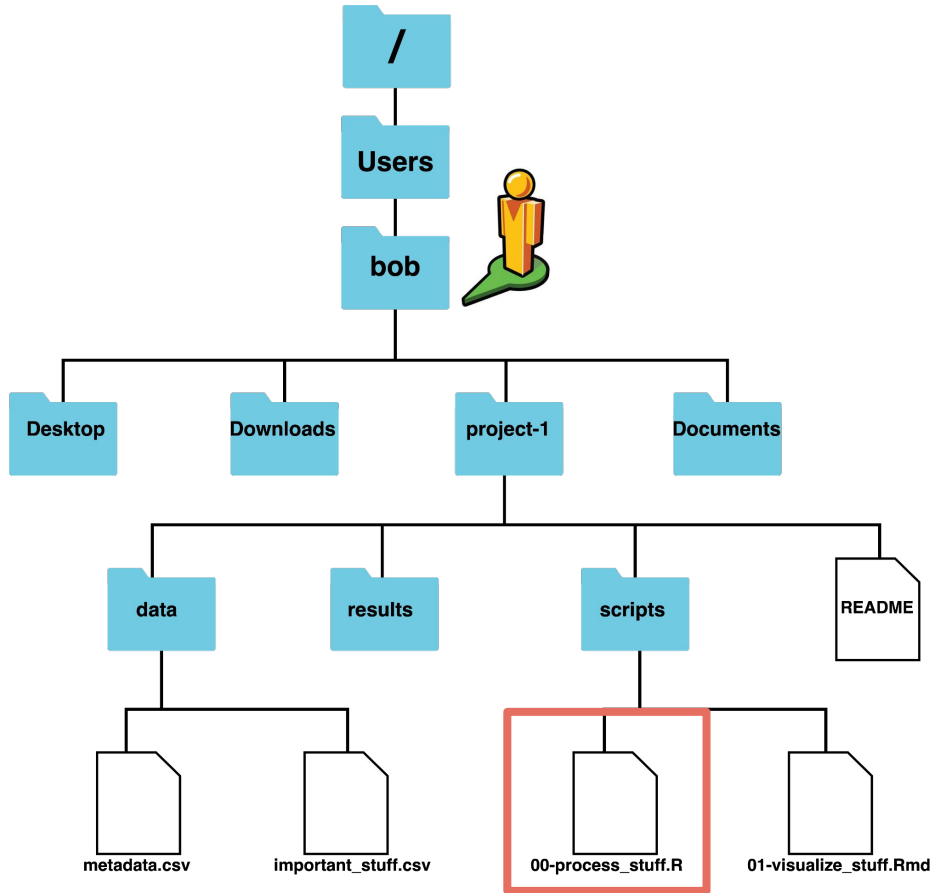 /
Users
bob
Desktop
Downloads
project-1
Documents
data
results
scripts
README
metadata.csv
important_stuff.csv
00-process_stuff.R
01-visualize_stuff.Rmd